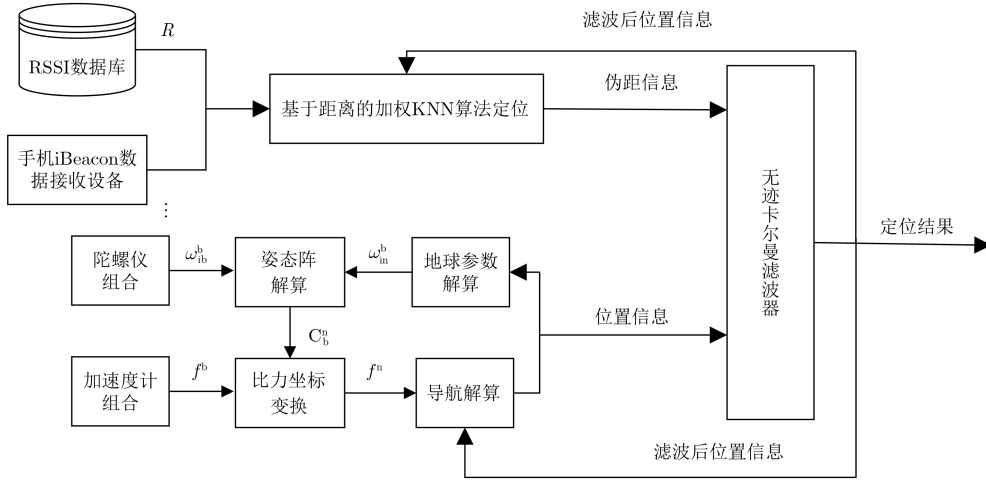 滤波后位置信息
R
RSSI数据库
伪距信息
基于距离的加权KNN算法定位
手机iBeacon数
据接收设备
⋮
无迹卡尔曼滤波器
定位结果
陀螺仪
组合
ω_ib^b
姿态阵
解算
ω_in^b
地球参数
解算
位置信息
C_b^n
加速度计
组合
f^b
比力坐标
变换
f^n
导航解算
滤波后位置信息